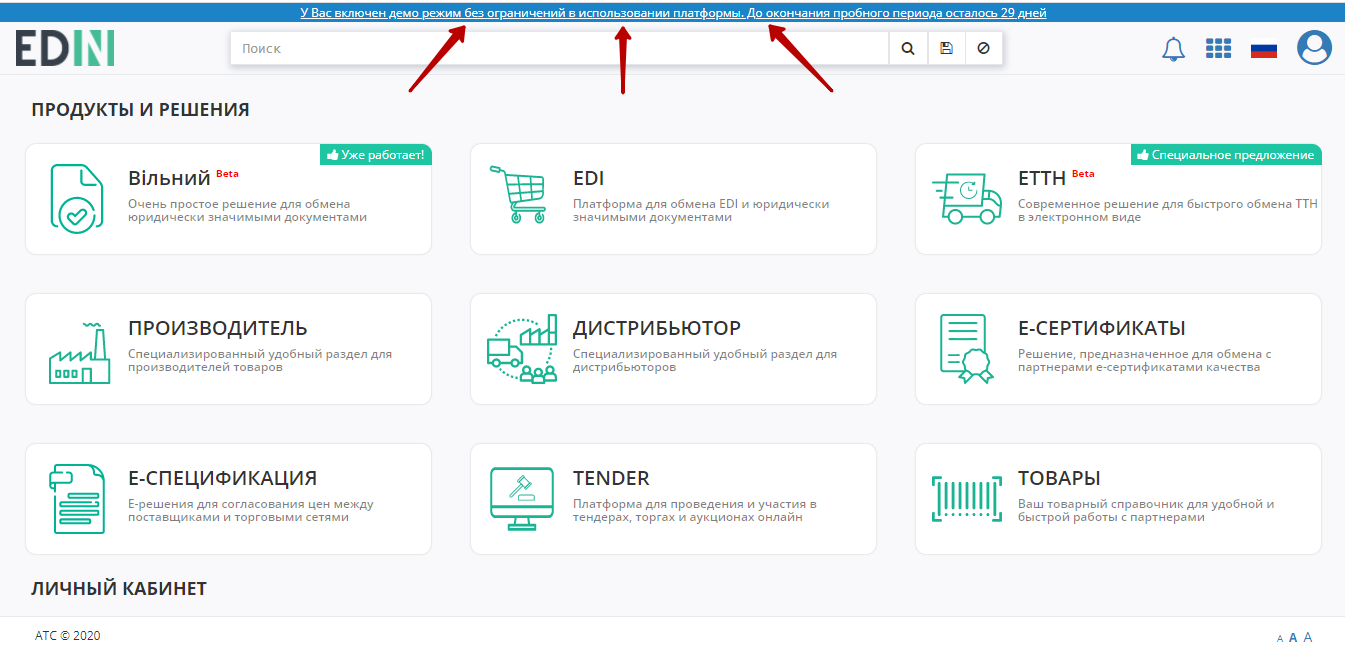 У Вас включен демо режим без ограничений в использовании платформы. До окончания пробного периода осталось 29 дней
EDIN
Поиск
ПРОДУКТЫ И РЕШЕНИЯ
Уже работает!
Вільний Beta
Очень простое решение для обмена
юридически значимыми документами
EDI
Платформа для обмена EDI и юридически
значимыми документами
Специальное предложение
ЕТТН Beta
Современное решение для быстрого обмена ТТН
в электронном виде
ПРОИЗВОДИТЕЛЬ
Специализированный удобный раздел для
производителей товаров
ДИСТРИБЬЮТОР
Специализированный удобный раздел для
дистрибьюторов
Е-СЕРТИФИКАТЫ
Решение, предназначенное для обмена с
партнерами е-сертификатами качества
Е-СПЕЦИФИКАЦИЯ
Е-решения для согласования цен между
поставщиками и торговыми сетями
TENDER
Платформа для проведения и участия в
тендерах, торгах и аукционах онлайн
ТОВАРЫ
Ваш товарный справочник для удобной и
быстрой работы с партнерами
ЛИЧНЫЙ КАБИНЕТ
АТС © 2020
A A A